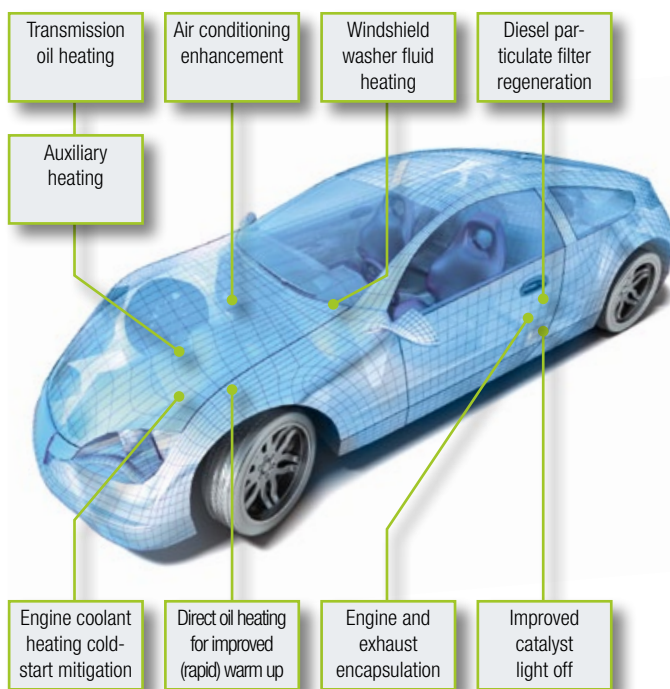 Transmission
oil heating
Air conditioning
enhancement
Windshield
washer fluid
heating
Diesel par-
ticulate filter
regeneration
Auxiliary
heating
Engine coolant
heating cold-
start mitigation
Direct oil heating
for improved
(rapid) warm up
Engine and
exhaust
encapsulation
Improved
catalyst
light off